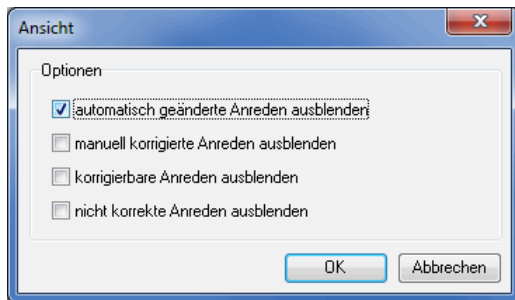 Ansicht
Optionen
automatisch geänderte Anreden ausblenden
manuell korrigierte Anreden ausblenden
korrigierbare Anreden ausblenden
nicht korrekte Anreden ausblenden
OK Abbrechen